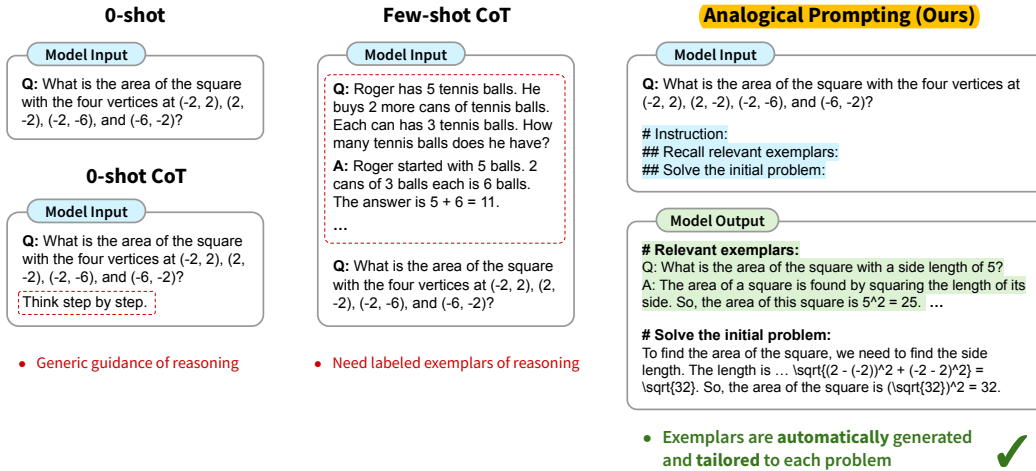 0-shot
Model Input
Q: What is the area of the square
with the four vertices at (-2, 2), (2,
-2), (-2, -6), and (-6, -2)?
0-shot CoT
Model Input
Q: What is the area of the square
with the four vertices at (-2, 2), (2,
-2), (-2, -6), and (-6, -2)?
Think step by step.
• Generic guidance of reasoning
Few-shot CoT
Model Input
Q: Roger has 5 tennis balls. He
buys 2 more cans of tennis balls.
Each can has 3 tennis balls. How
many tennis balls does he have?
A: Roger started with 5 balls. 2
cans of 3 balls each is 6 balls.
The answer is 5 + 6 = 11.
...
Q: What is the area of the square
with the four vertices at (-2, 2), (2,
-2), (-2, -6), and (-6, -2)?
• Need labeled exemplars of reasoning
Analogical Prompting (Ours)
Model Input
Q: What is the area of the square with the four vertices at
(-2, 2), (2, -2), (-2, -6), and (-6, -2)?
# Instruction:
## Recall relevant exemplars:
## Solve the initial problem:
Model Output
# Relevant exemplars:
Q: What is the area of the square with a side length of 5?
A: The area of a square is found by squaring the length of its
side. So, the area of this square is 5^2 = 25. ...
# Solve the initial problem:
To find the area of the square, we need to find the side
length. The length is ... \sqrt{(2 - (-2))^2 + (-2 - 2)^2} =
\sqrt{32}. So, the area of the square is (\sqrt{32})^2 = 32.
• Exemplars are automatically generated
and tailored to each problem